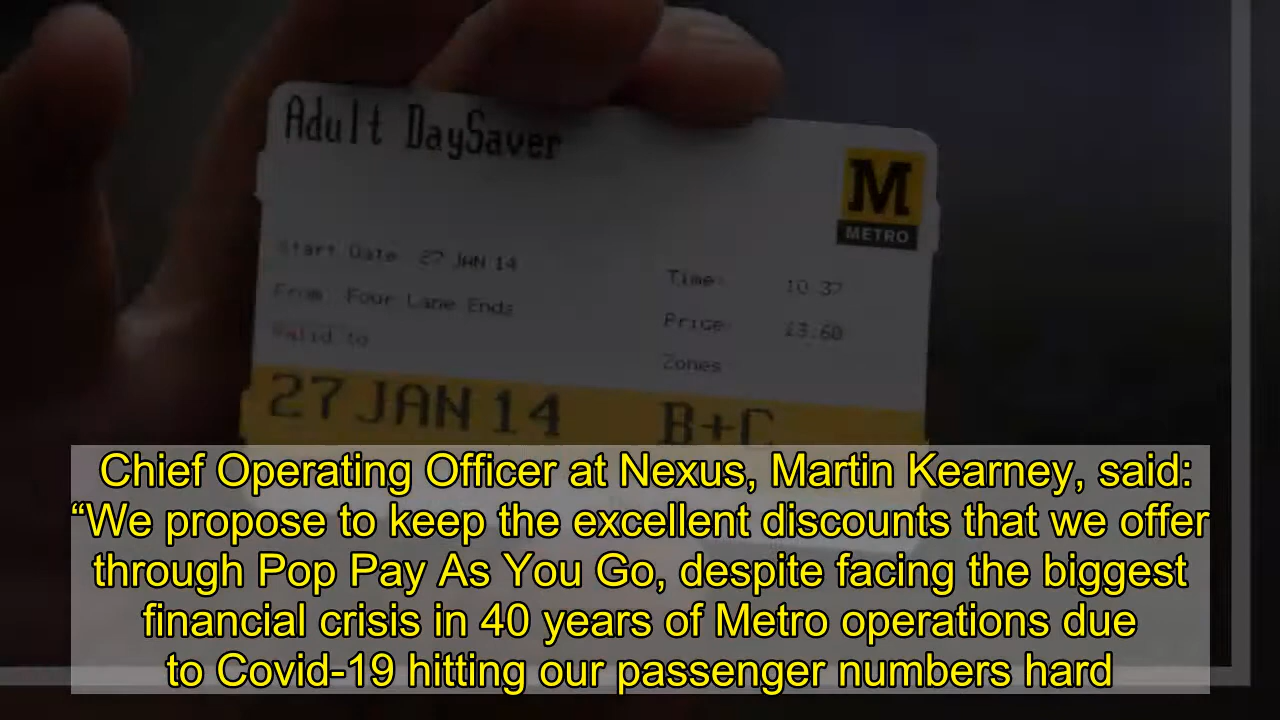 Adult DaySaver
M
METRO
Start Date 27 JAN 14
Time: 10 37
From Four Lane Ends
Price: £3.60
Valid to
Zones
27 JAN 14 B+C
Chief Operating Officer at Nexus, Martin Kearney, said:
“We propose to keep the excellent discounts that we offer
through Pop Pay As You Go, despite facing the biggest
financial crisis in 40 years of Metro operations due
to Covid-19 hitting our passenger numbers hard